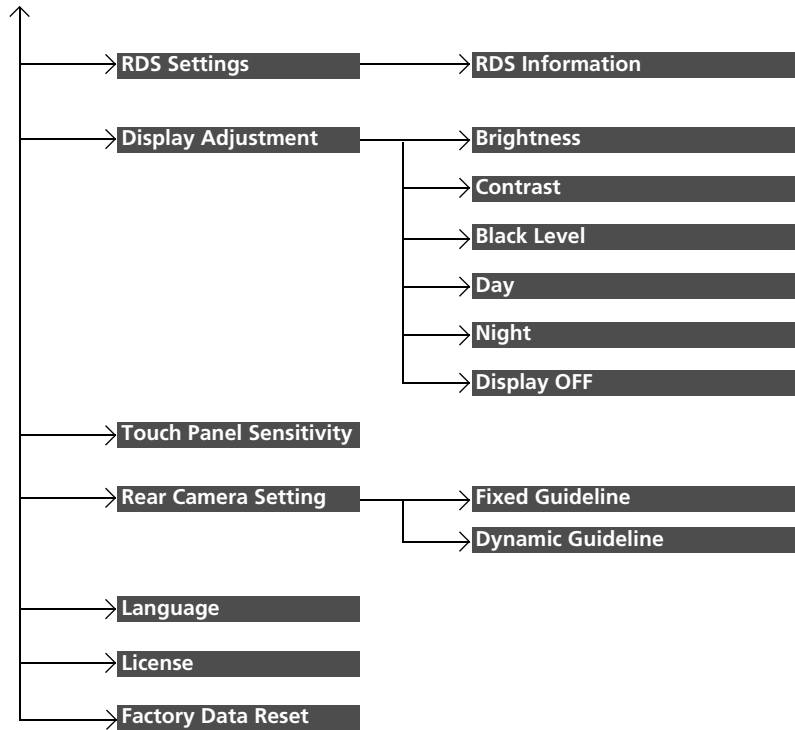 RDS Settings
RDS Information
Display Adjustment
Brightness
Contrast
Black Level
Day
Night
Display OFF
Touch Panel Sensitivity
Rear Camera Setting
Fixed Guideline
Dynamic Guideline
Language
License
Factory Data Reset